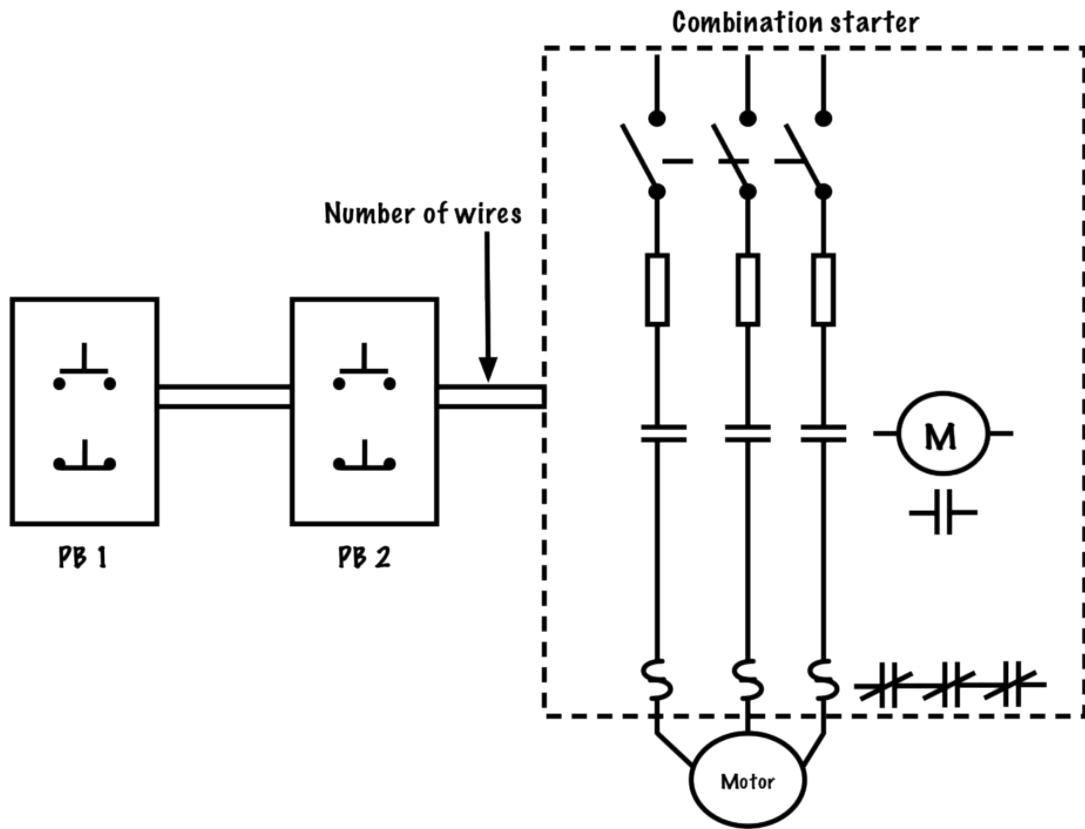 Combination starter
Number of wires
M
PB 1
PB 2
Motor